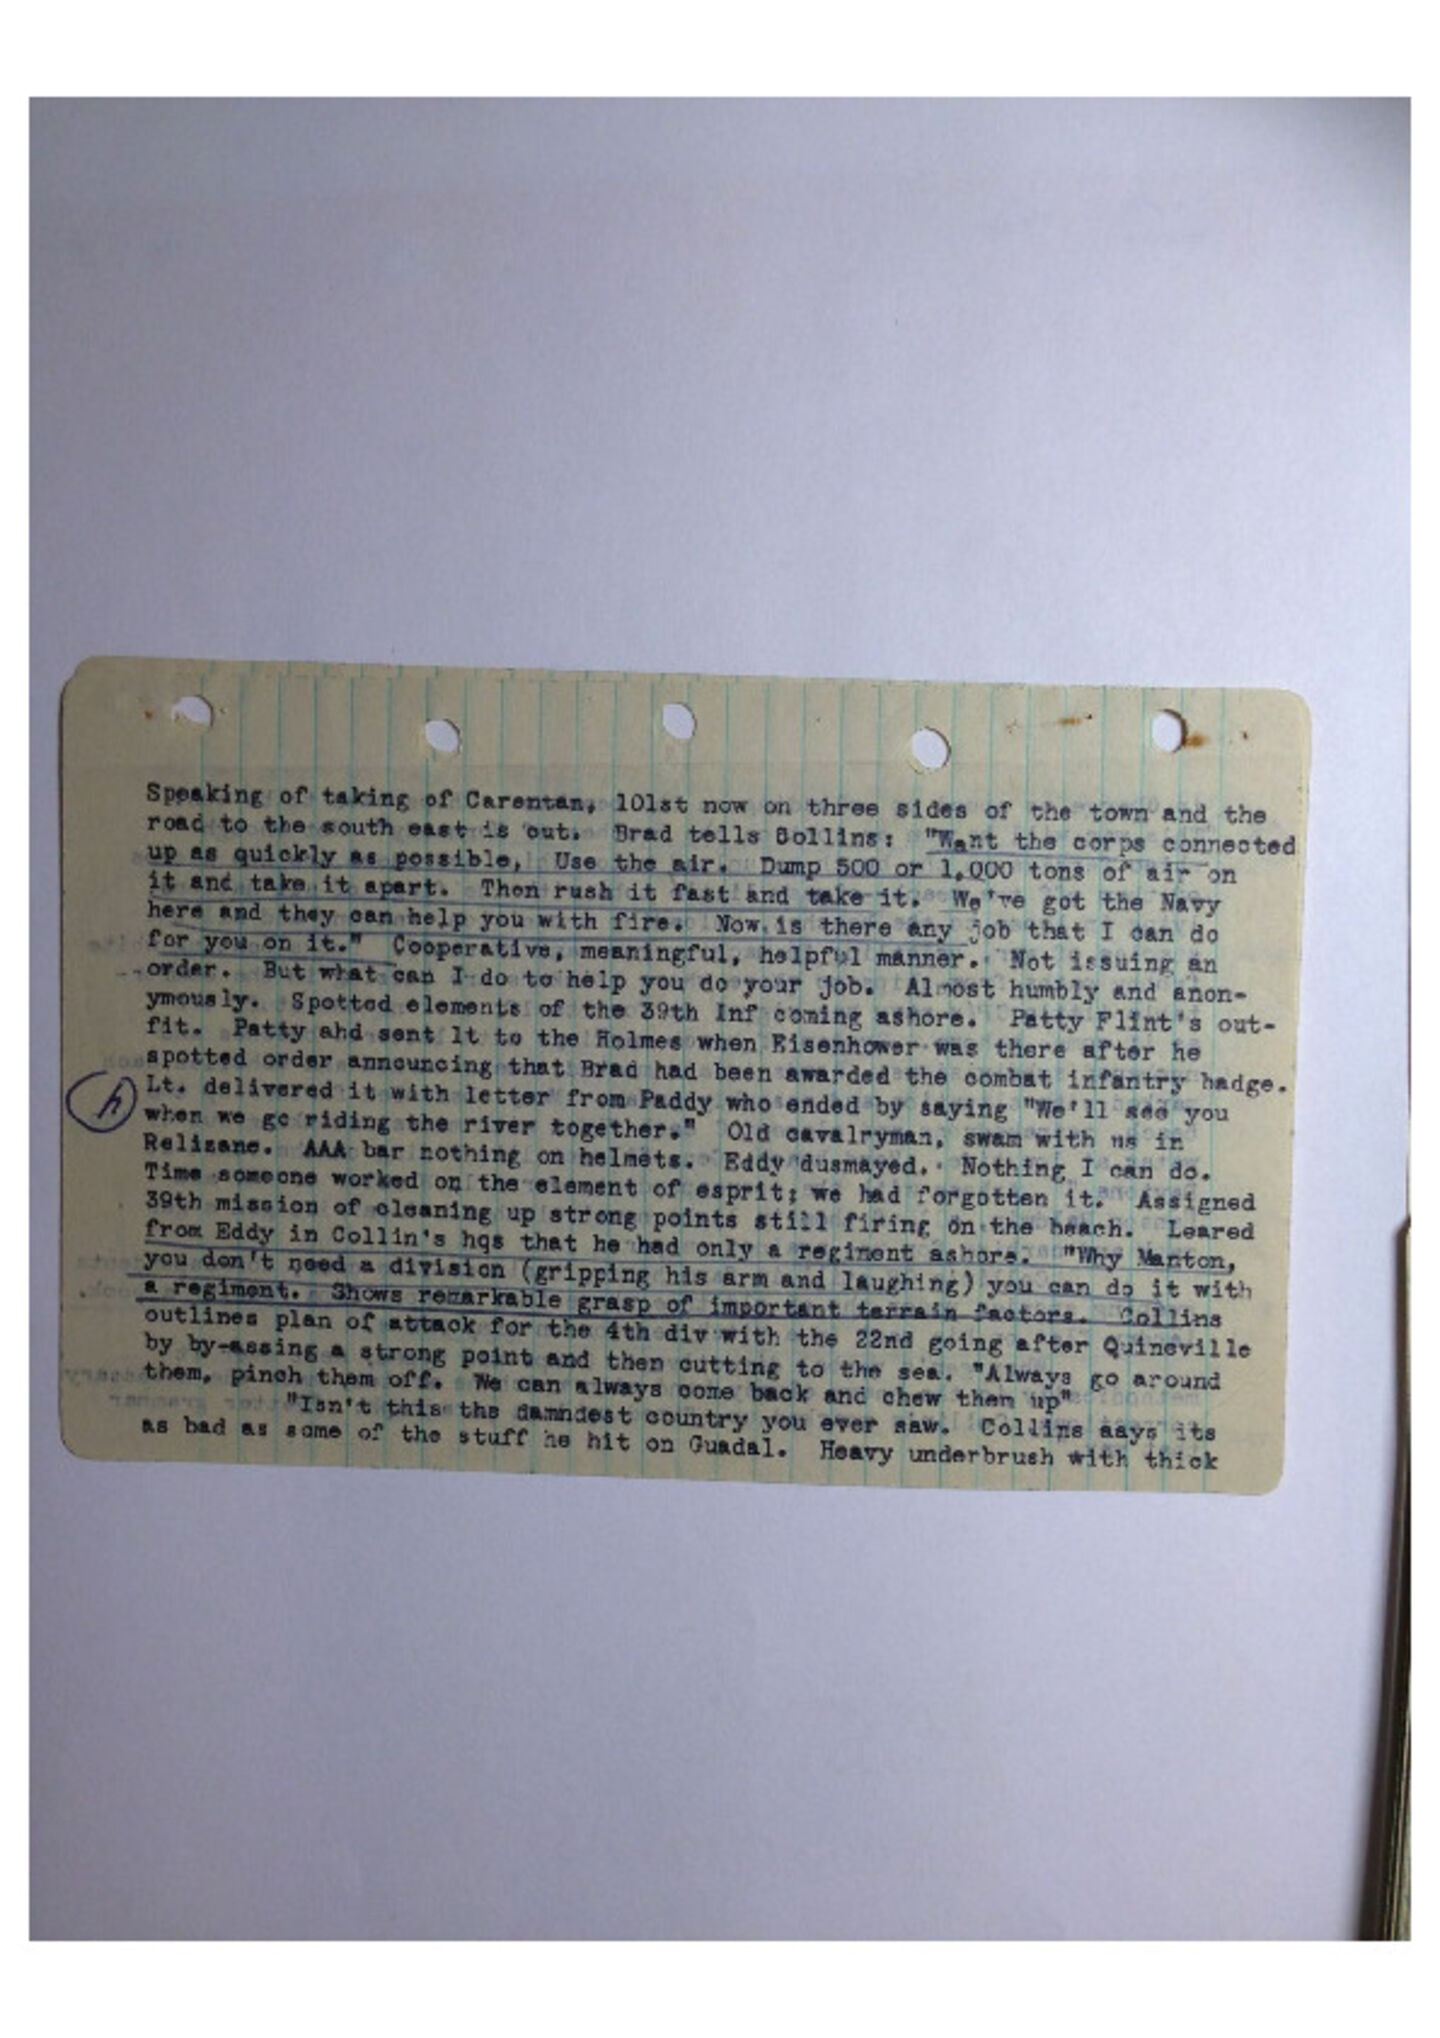 Speaking of taking of Carentan, 101st now on three sides of the town and the
road to the south east is out. Brad tells Collins: "Want the corps connected
up as quickly as possible, Use the air. Dump 500 or 1,000 tons of air on
it and take it apart. Then rush it fast and take it. We've got the Navy
here and they can help you with fire. Now is there any job that I can do
for you on it." Cooperative, meaningful, helpful manner. Not issuing an
order. But what can I do to help you do your job. Almost humbly and anon-
ymously. Spotted elements of the 39th Inf coming ashore. Patty Flint's out-
fit. Patty ahd sent lt to the Holmes when Eisenhower was there after he
spotted order announcing that Brad had been awarded the combat infantry badge.
h
Lt. delivered it with letter from Paddy who ended by saying "We'll see you
when we go riding the river together." Old cavalryman, swam with us in
Relizane. AAA bar nothing on helmets. Eddy dusmayed. Nothing I can do.
Time someone worked on the element of esprit; we had forgotten it. Assigned
39th mission of cleaning up strong points still firing on the beach. Leared
from Eddy in Collin's hqs that he had only a regiment ashore. "Why Manton,
you don't need a division (gripping his arm and laughing) you can do it with
a regiment. Shows remarkable grasp of important terrain factors. Collins
outlines plan of attack for the 4th div with the 22nd going after Quineville
by by-assing a strong point and then cutting to the sea. "Always go around
them, pinch them off. We can always come back and chew them up"
"Isn't this the damndest country you ever saw. Collins aays its
as bad as some of the stuff he hit on Guadal. Heavy underbrush with thick